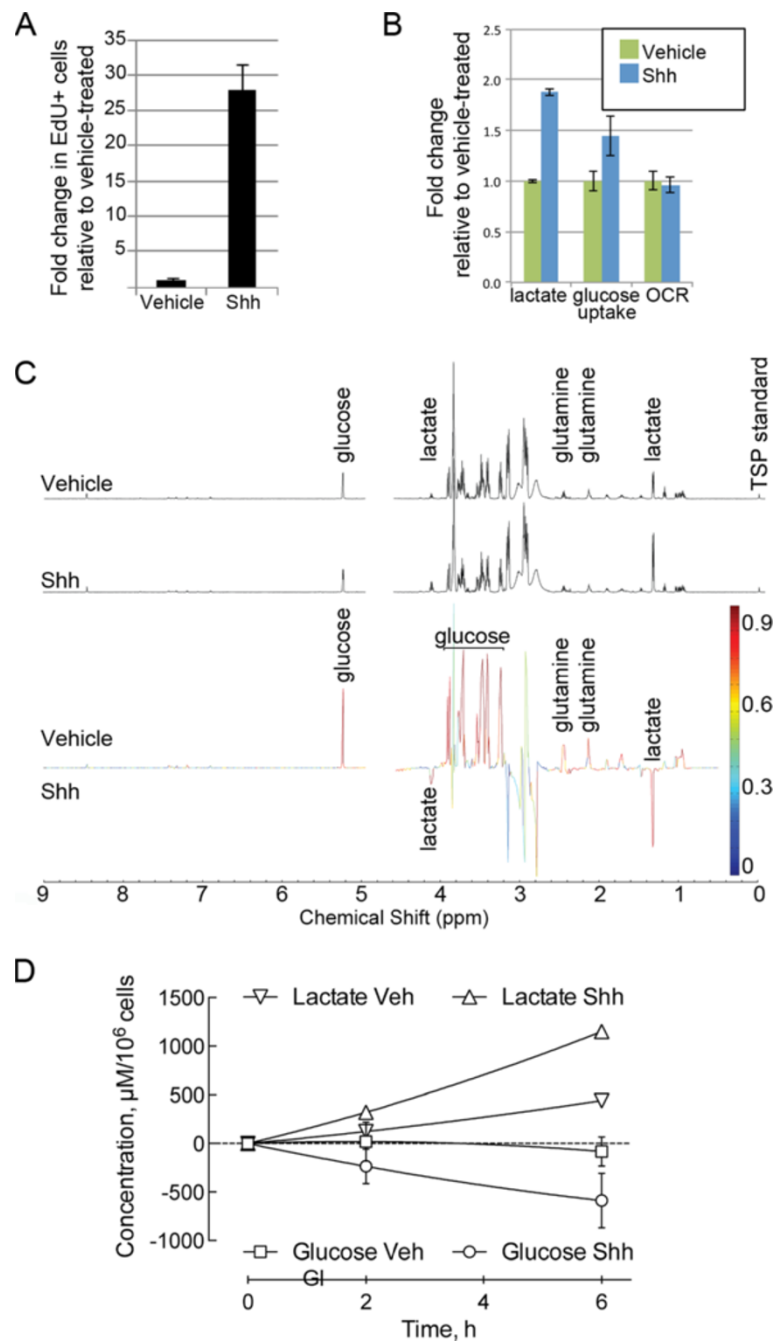 A
Fold change in EdU+ cells
relative to vehicle-treated
35
30
25
20
15
10
5
Vehicle
Shh
B
Fold change
relative to vehicle-treated
2.5
2.0
1.5
1.0
0.5
0.0
Vehicle
Shh
lactate
glucose
uptake
OCR
C
Vehicle
glucose
lactate
glutamine
glutamine
lactate
TSP standard
Shh
glucose
glucose
glutamine
glutamine
lactate
Vehicle
Shh
lactate
0.9
0.6
0.3
0
9 8 7 6 5 4 3 2 1 0
Chemical Shift (ppm)
D
Concentration, µM/10⁶ cells
1500
1000
500
0
-500
-1000
Lactate Veh
Lactate Shh
Glucose Veh
Glucose Shh
Gl
0 2 4 6
Time, h